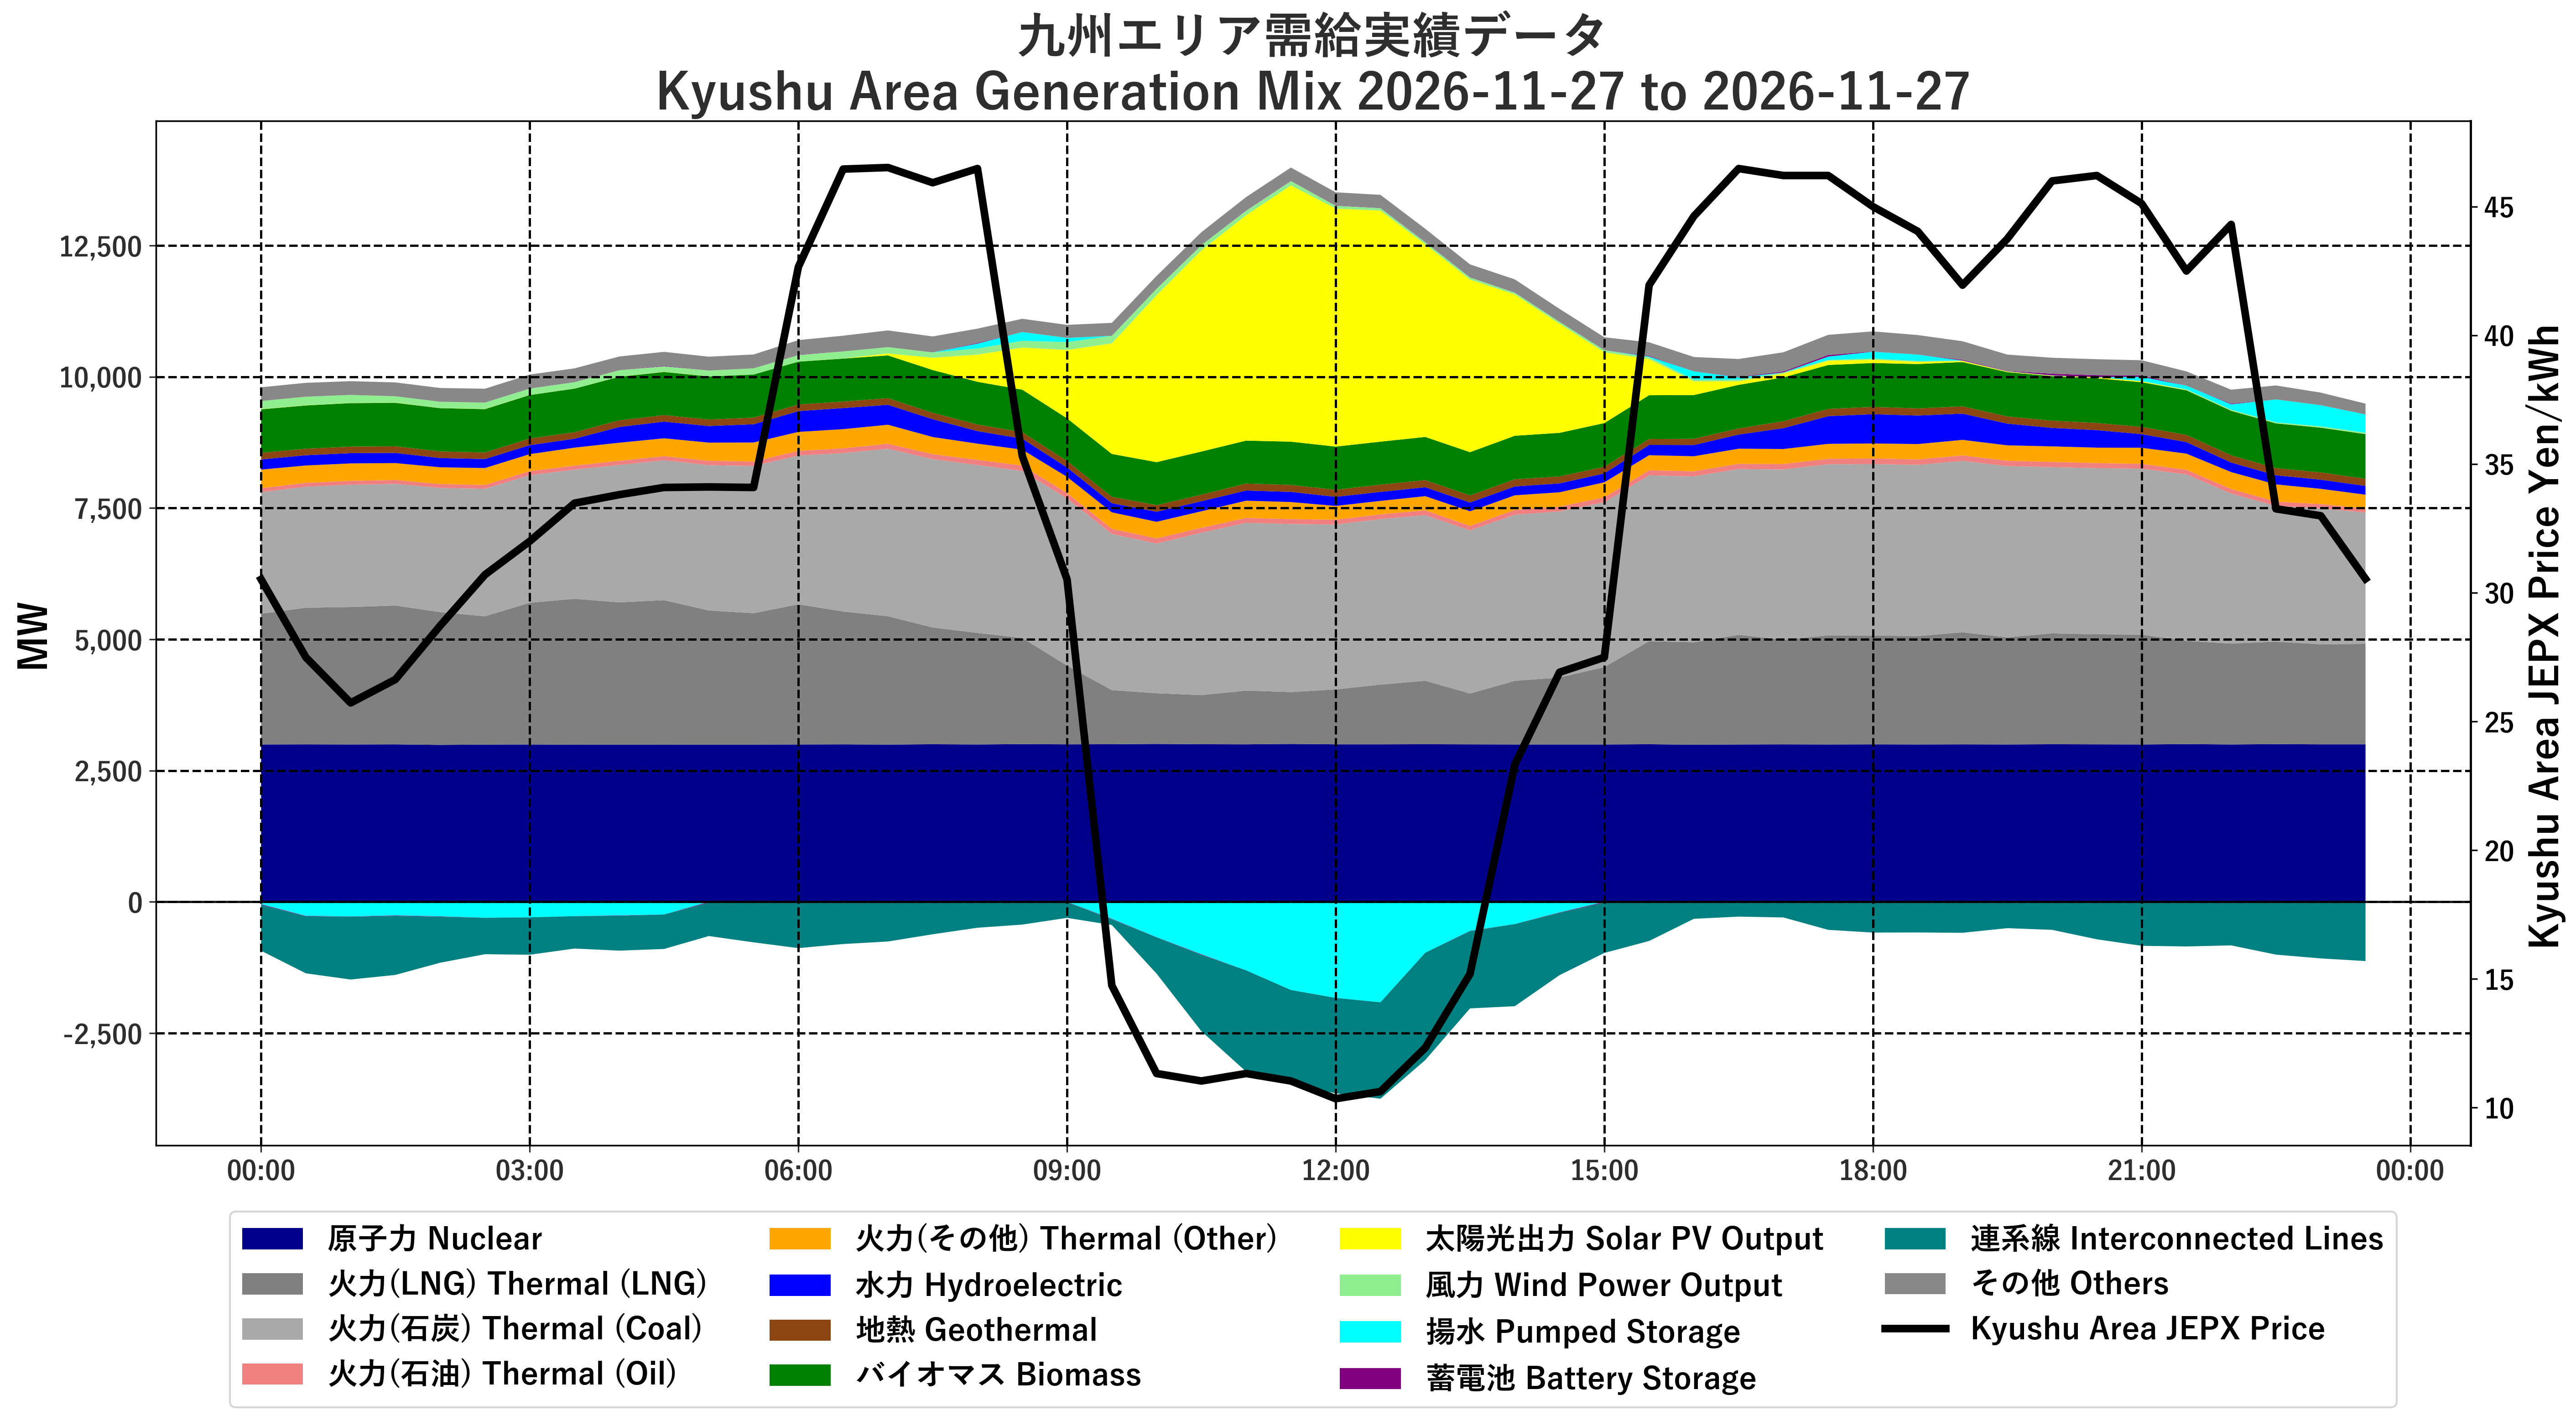 九州エリア需給実績データ
Kyushu Area Generation Mix 2026-11-27 to 2026-11-27
MW
12,500
10,000
7,500
5,000
2,500
0
-2,500
45
40
35
30
25
20
15
10
Kyushu Area JEPX Price Yen/kWh
00:00 03:00 06:00 09:00 12:00 15:00 18:00 21:00 00:00
原子力 Nuclear
火力(LNG) Thermal (LNG)
火力(石炭) Thermal (Coal)
火力(石油) Thermal (Oil)
火力(その他) Thermal (Other)
水力 Hydroelectric
地熱 Geothermal
バイオマス Biomass
太陽光出力 Solar PV Output
風力 Wind Power Output
揚水 Pumped Storage
蓄電池 Battery Storage
連系線 Interconnected Lines
その他 Others
Kyushu Area JEPX Price